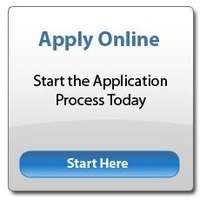 Apply Online
Start the Application
Process Today
Start Here